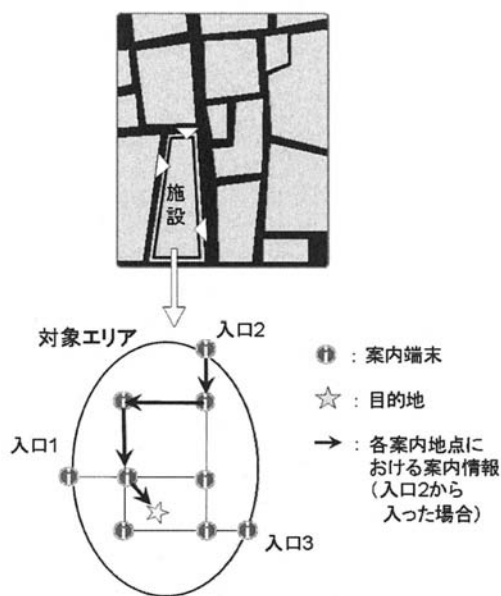 施設
対象エリア
入口2
入口1
入口3
i：案内端末
：目的地
：各案内地点に
おける案内情報
（入口2から
入った場合）